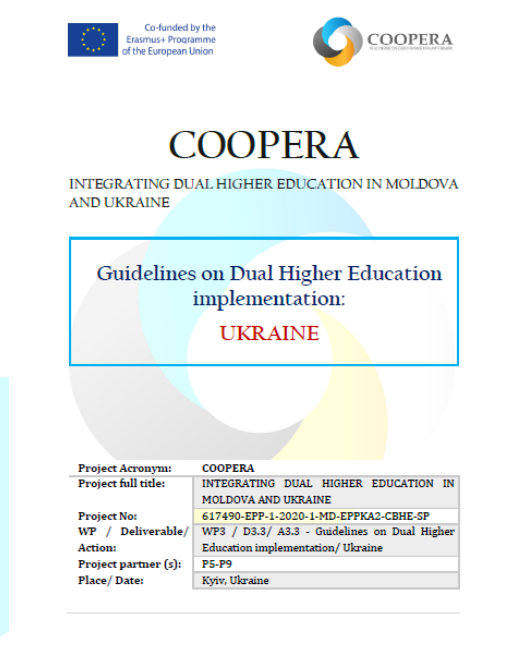 Co-funded by the
Erasmus+ Programme
of the European Union
COOPERA
COOPERA
INTEGRATING DUAL HIGHER EDUCATION IN MOLDOVA
AND UKRAINE
Guidelines on Dual Higher Education
implementation:
UKRAINE
Project Acronym: COOPERA
Project full title: INTEGRATING DUAL HIGHER EDUCATION IN
MOLDOVA AND UKRAINE
Project No: 617490-EPP-1-2020-1-MD-EPPKA2-CBHE-SP
WP / Deliverable/ WP3 / D3.3/ A3.3 - Guidelines on Dual Higher
Action: Education implementation/ Ukraine
Project partner (s): P5-P9
Place/ Date: Kyiv, Ukraine